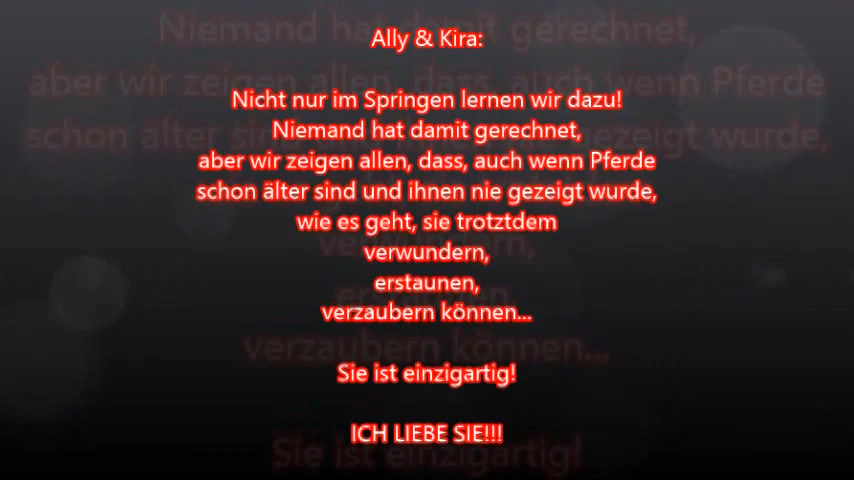 Ally & Kira:
Nicht nur im Springen lernen wir dazu!
Niemand hat damit gerechnet,
aber wir zeigen allen, dass, auch wenn Pferde
schon älter sind und ihnen nie gezeigt wurde,
wie es geht, sie trotztdem
verwundern,
erstaunen,
verzaubern können...
Sie ist einzigartig!
ICH LIEBE SIE!!!